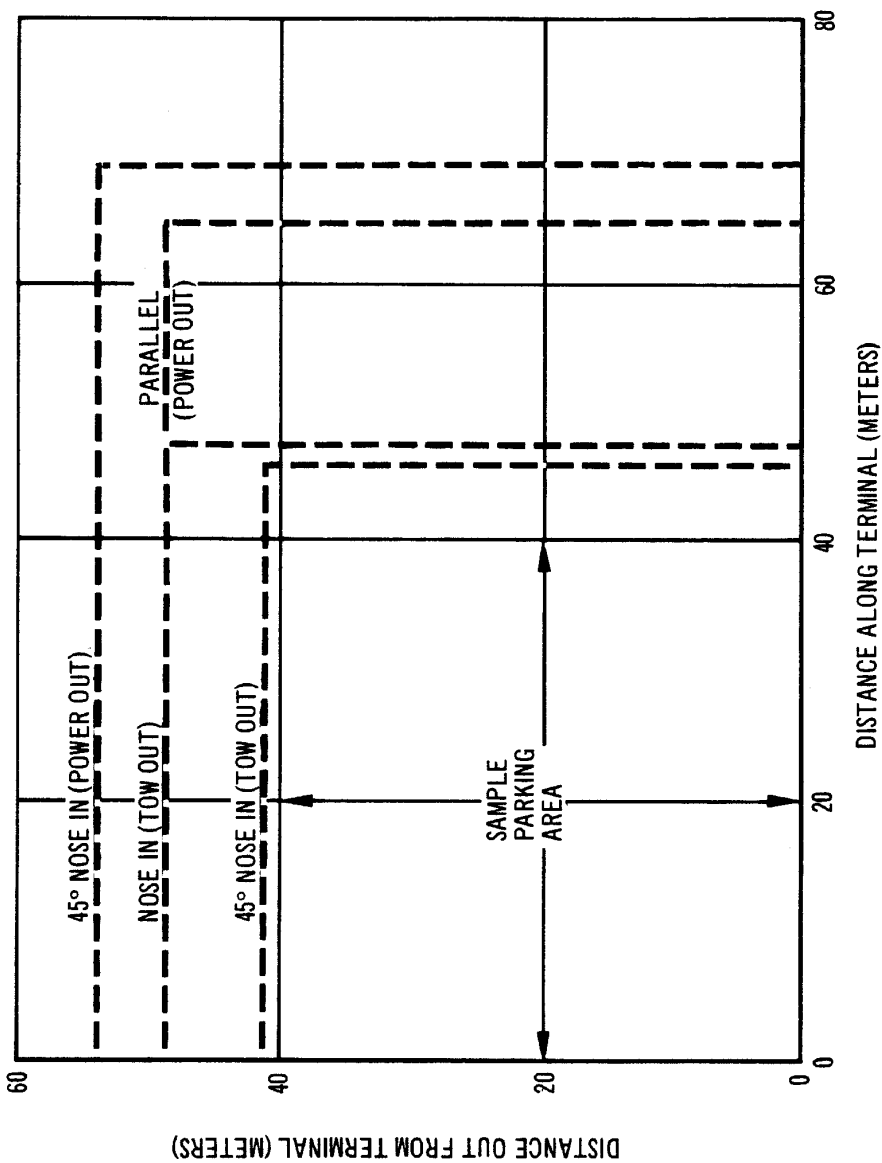 60
40
20
0
0
20
40
60
80
DISTANCE OUT FROM TERMINAL (METERS)
DISTANCE ALONG TERMINAL (METERS)
45° NOSE IN (POWER OUT)
NOSE IN (TOW OUT)
45° NOSE IN (TOW OUT)
PARALLEL
(POWER OUT)
SAMPLE
PARKING
AREA